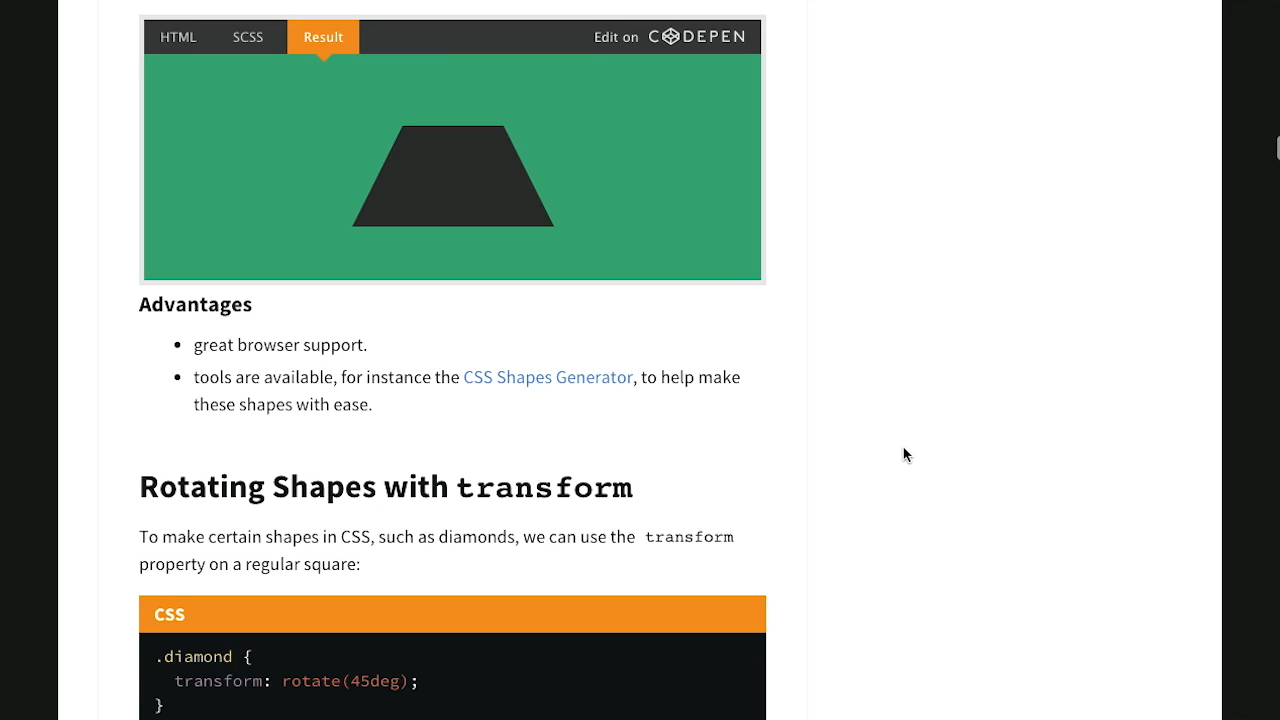 HTML SCSS Result Edit on CODEPEN
Advantages
great browser support.
tools are available, for instance the CSS Shapes Generator, to help make
these shapes with ease.
Rotating Shapes with transform
To make certain shapes in CSS, such as diamonds, we can use the transform
property on a regular square:
CSS
.diamond {
transform: rotate(45deg);
}